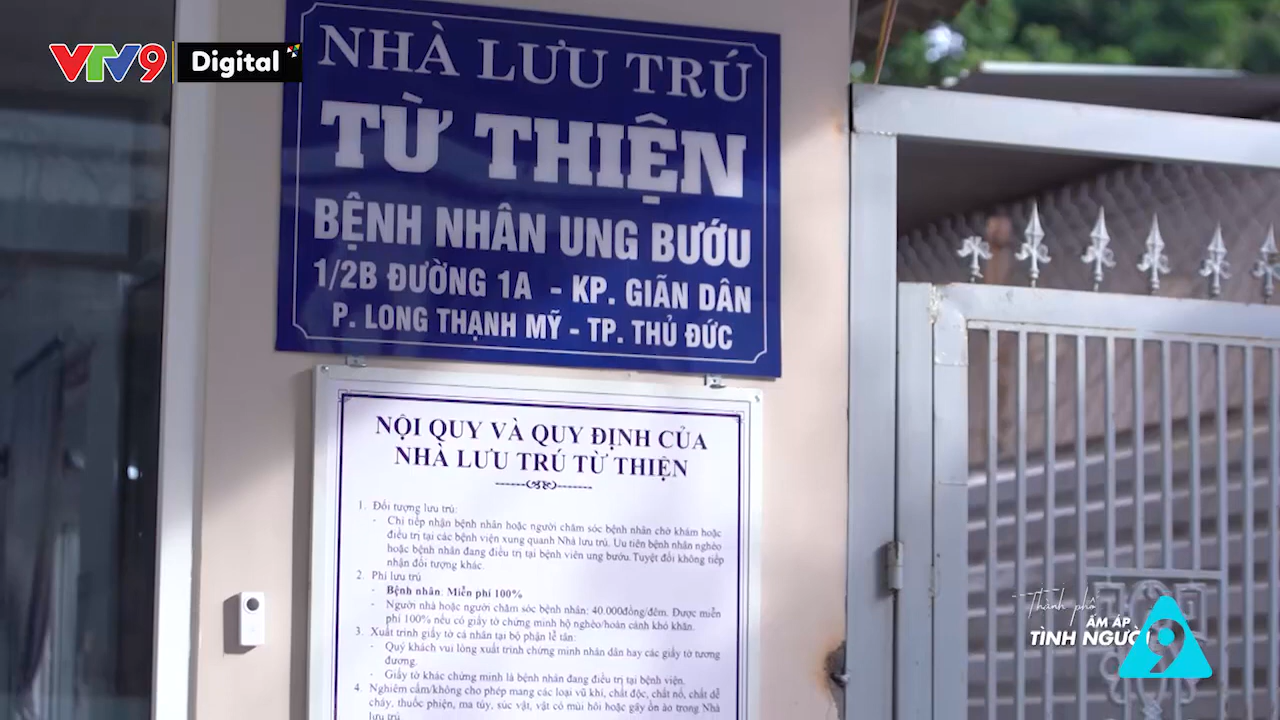 VTV9 Digital
NHÀ LƯU TRÚ
TỪ THIỆN
BỆNH NHÂN UNG BƯỚU
1/2B ĐƯỜNG 1A - KP. GIÃN DÂN
P. LONG THẠNH MỸ - TP. THỦ ĐỨC
NỘI QUY VÀ QUY ĐỊNH CỦA
NHÀ LƯU TRÚ TỪ THIỆN
1. Đối tượng lưu trú:
- Chỉ tiếp nhận bệnh nhân hoặc người chăm sóc bệnh nhân chờ khám hoặc
điều trị tại các bệnh viện xung quanh Nhà lưu trú. Ưu tiên bệnh nhân nghèo
hoặc bệnh nhân đang điều trị tại bệnh viên ung bướu. Tuyệt đối không tiếp
nhận đối tượng khác.
2. Phí lưu trú
- Bệnh nhân: Miễn phí 100%
- Người nhà hoặc người chăm sóc bệnh nhân: 40.000đồng/đêm. Được miễn
phí 100% nếu có giấy tờ chứng minh hộ nghèo/hoàn cảnh khó khăn.
3. Xuất trình giấy tờ cá nhân tại bộ phận lễ tân:
- Quý khách vui lòng xuất trình chứng minh nhân dân hay các giấy tờ tương
đương.
- Giấy tờ khác chứng minh là bệnh nhân đang điều trị tại bệnh viện.
4. Nghiêm cấm/không cho phép mang các loại vũ khí, chất độc, chất nổ, chất dễ
cháy, thuốc phiện, ma túy, súc vật, vật có mùi hôi hoặc gây ồn ào trong Nhà
lưu trú
Thành phố
ẤM ÁP
TÌNH NGƯỜI
9